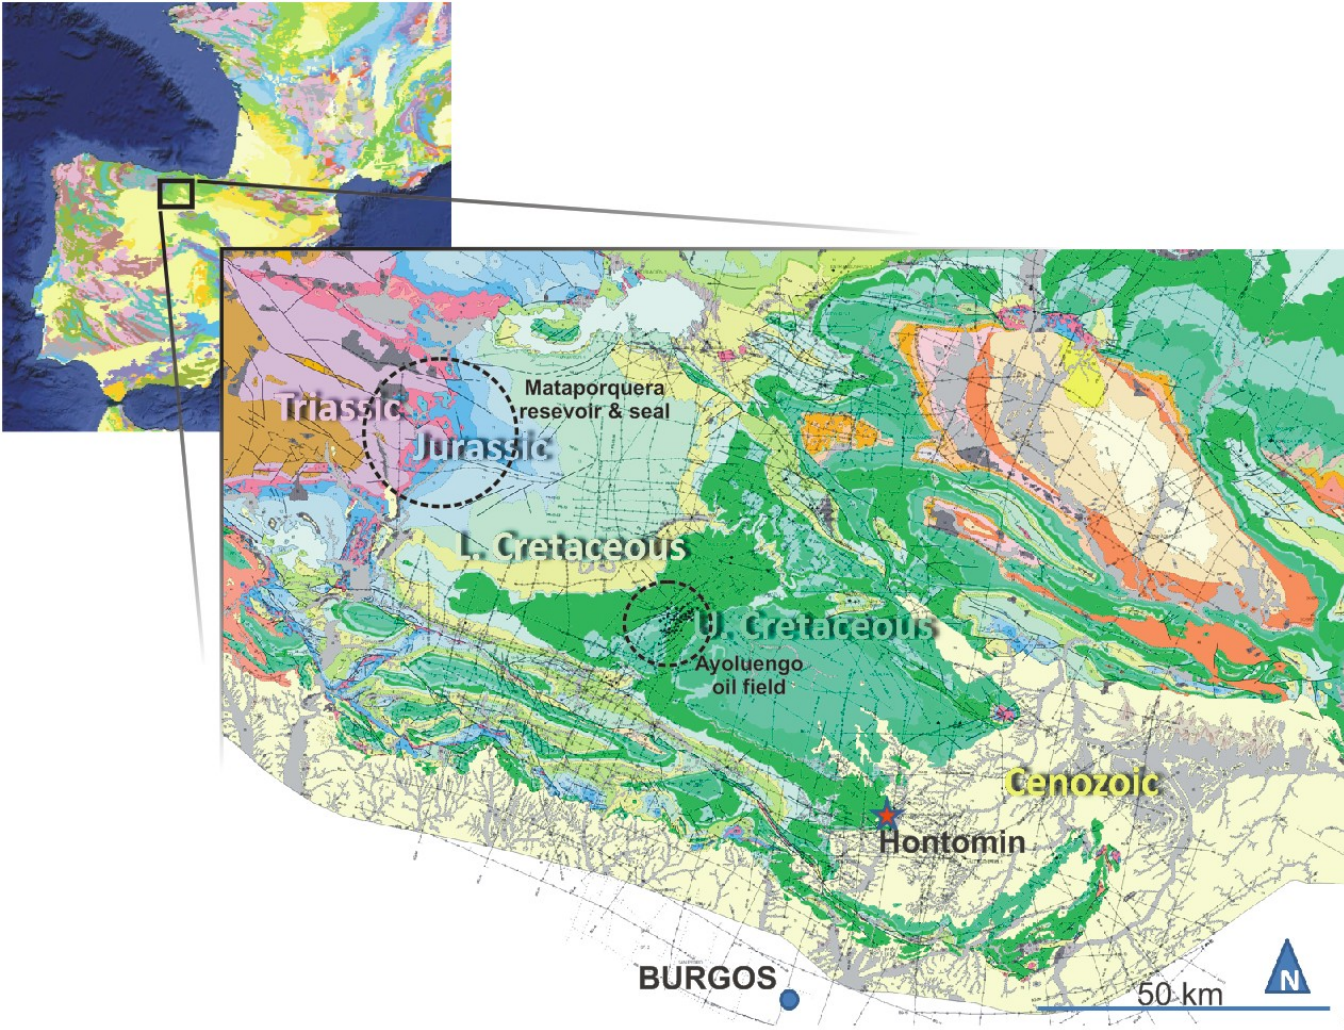 Mataporquera
resevoir & seal
Triassic
Jurassic
L. Cretaceous
U. Cretaceous
Ayoluengo
oil field
Cenozoic
Hontomin
BURGOS
50 km
N